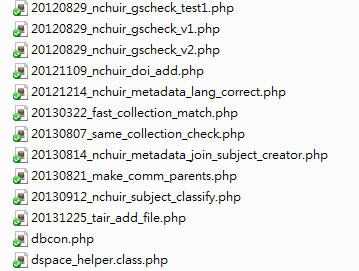 20120829_nchuir_gscheck_test1.php
20120829_nchuir_gscheck_v1.php
20120829_nchuir_gscheck_v2.php
20121109_nchuir_doi_add.php
20121214_nchuir_metadata_lang_correct.php
20130322_fast_collection_match.php
20130807_same_collection_check.php
20130814_nchuir_metadata_join_subject_creator.php
20130821_make_comm_parents.php
20130912_nchuir_subject_classify.php
20131225_tair_add_file.php
dbcon.php
dspace_helper.class.php